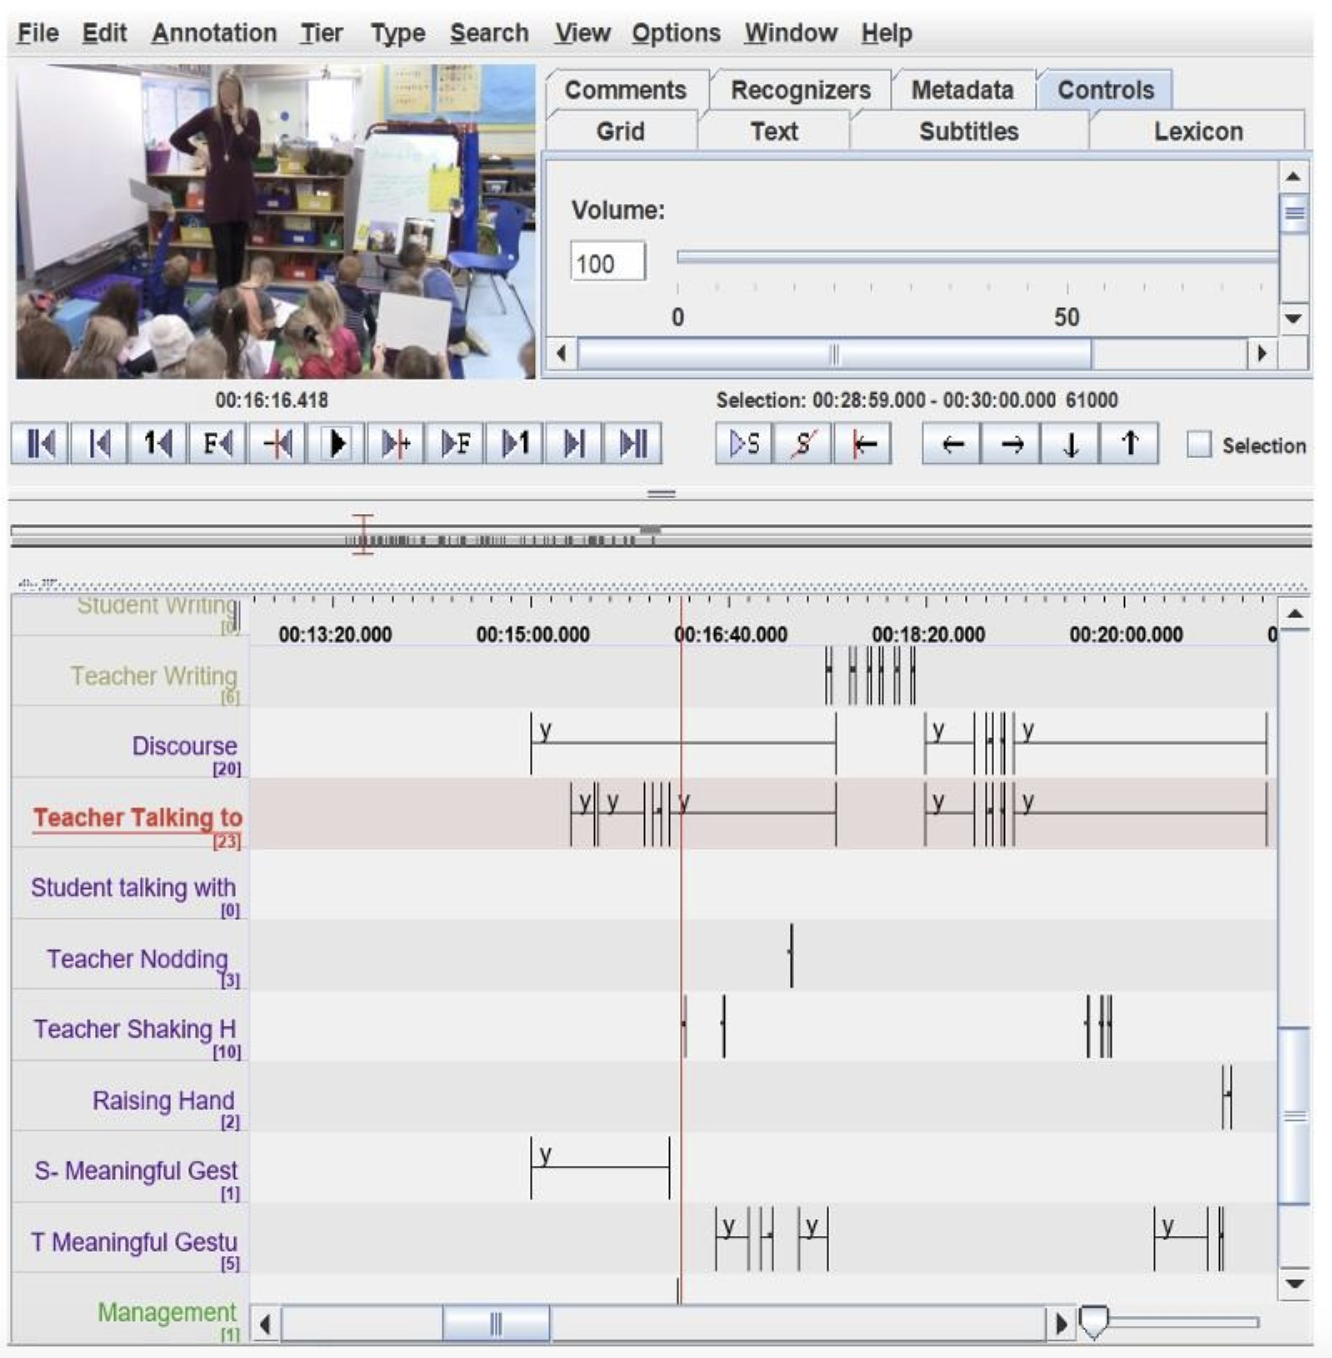 File Edit Annotation Tier Type Search View Options Window Help
Comments Recognizers Metadata Controls
Grid Text Subtitles Lexicon
Volume:
100
0 50
00:16:16.418
Selection: 00:28:59.000 - 00:30:00.000 61000
1 F + F 1 S S Selection
Student Writing
[0]
00:13:20.000 00:15:00.000 00:16:40.000 00:18:20.000 00:20:00.000 0
Teacher Writing
[6]
Discourse
[20]
y y y
Teacher Talking to
[23]
y y y y y
Student talking with
[0]
Teacher Nodding
[3]
Teacher Shaking H
[10]
Raising Hand
[2]
S- Meaningful Gest
[1]
y
T Meaningful Gestu
[5]
y y y
Management
[1]